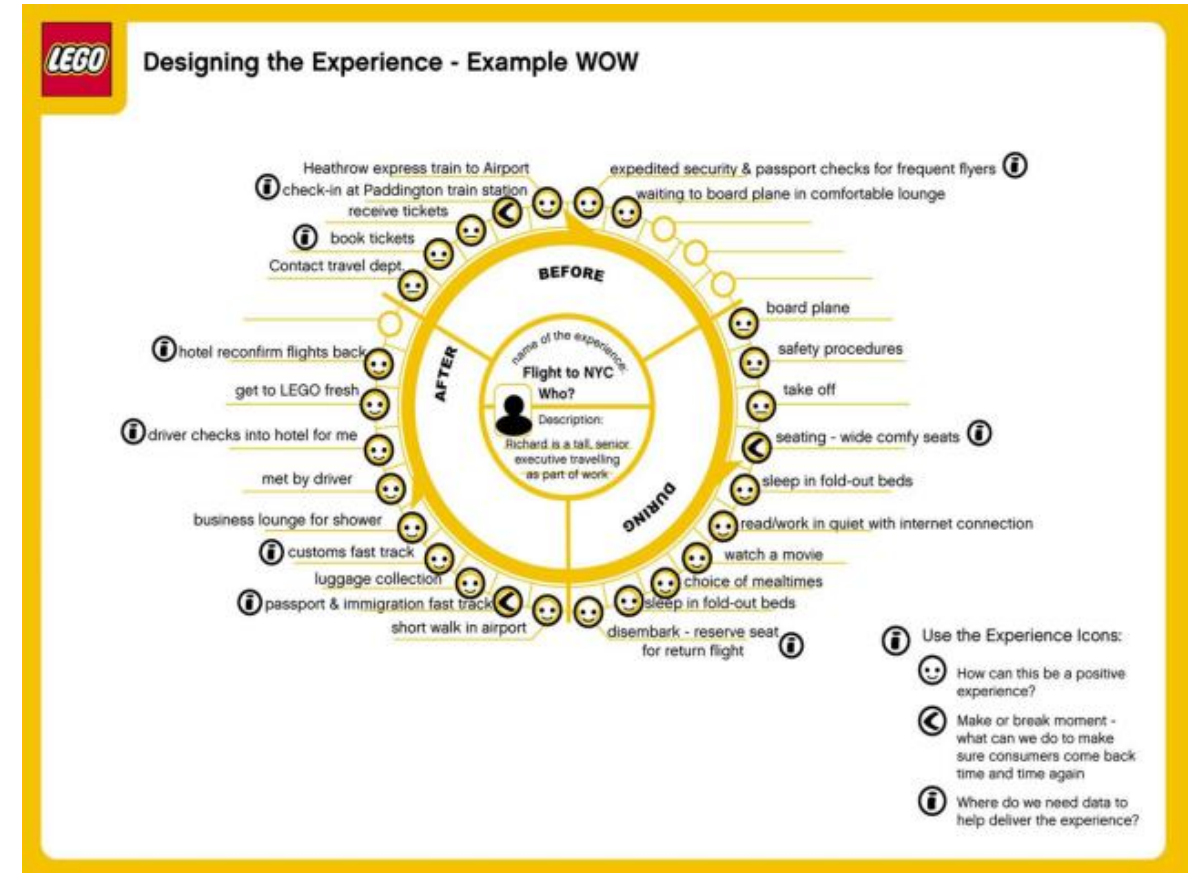 LEGO
Designing the Experience - Example WOW
Heathrow express train to Airport
check-in at Paddington train station
receive tickets
book tickets
Contact travel dept.
expedited security & passport checks for frequent flyers
waiting to board plane in comfortable lounge
BEFORE
board plane
safety procedures
take off
seating - wide comfy seats
sleep in fold-out beds
read/work in quiet with internet connection
watch a movie
choice of mealtimes
sleep in fold-out beds
disembark - reserve seat
for return flight
DURING
name of the experience:
Flight to NYC
Who?
Description:
Richard is a tall, senior
executive travelling
as part of work
AFTER
hotel reconfirm flights back
get to LEGO fresh
driver checks into hotel for me
met by driver
business lounge for shower
customs fast track
luggage collection
passport & immigration fast track
short walk in airport
Use the Experience Icons:
How can this be a positive
experience?
Make or break moment -
what can we do to make
sure consumers come back
time and time again
Where do we need data to
help deliver the experience?